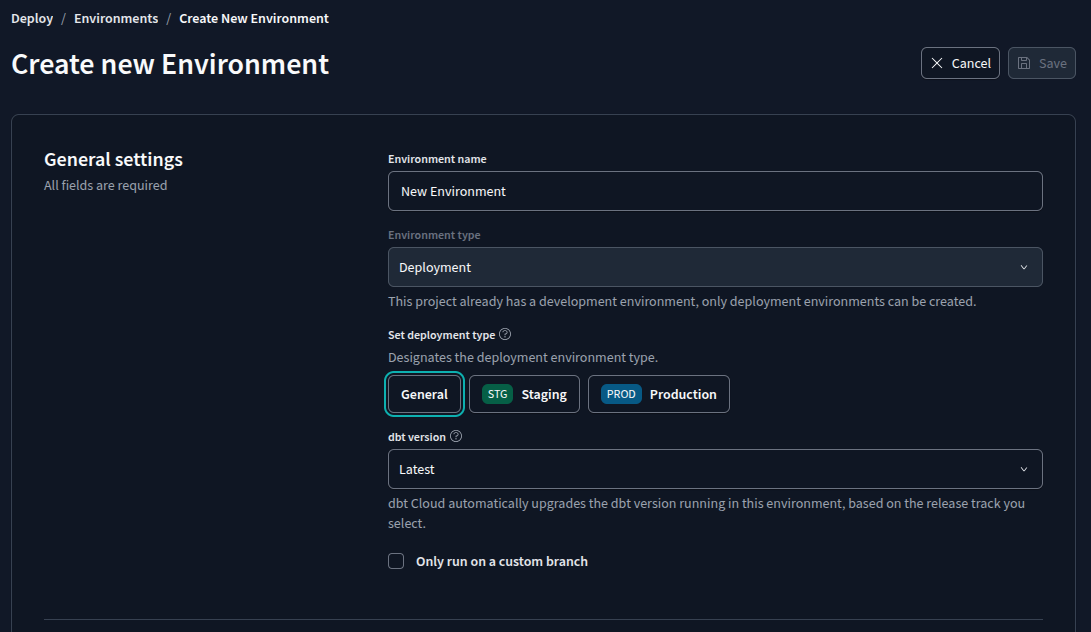 Deploy / Environments / Create New Environment
Create new Environment
Cancel
Save
General settings
All fields are required
Environment name
New Environment
Environment type
Deployment
This project already has a development environment, only deployment environments can be created.
Set deployment type ?
Designates the deployment environment type.
General STG Staging PROD Production
dbt version ?
Latest
dbt Cloud automatically upgrades the dbt version running in this environment, based on the release track you
select.
Only run on a custom branch